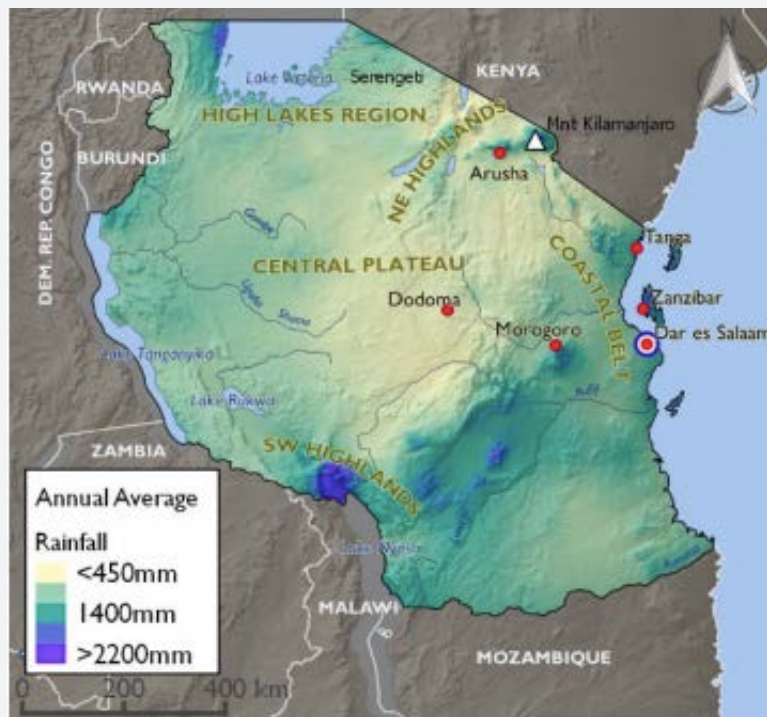 N
RWANDA
Lake Victoria
Serengeti
KENYA
HIGH LAKES REGION
Mnt Kilamanjaro
BURUNDI
NE HIGHLANDS
Arusha
DEM. REP. CONGO
Tanga
COASTAL BELT
CENTRAL PLATEAU
Ugalla
Dodoma
Zanzibar
Morogoro
Dar es Salaam
Lake Tanganyika
Lake Rukwa
ZAMBIA
SW HIGHLANDS
Annual Average
Rainfall
<450mm
1400mm
>2200mm
Lake Nyasa
MALAWI
MOZAMBIQUE
0 200 400 km